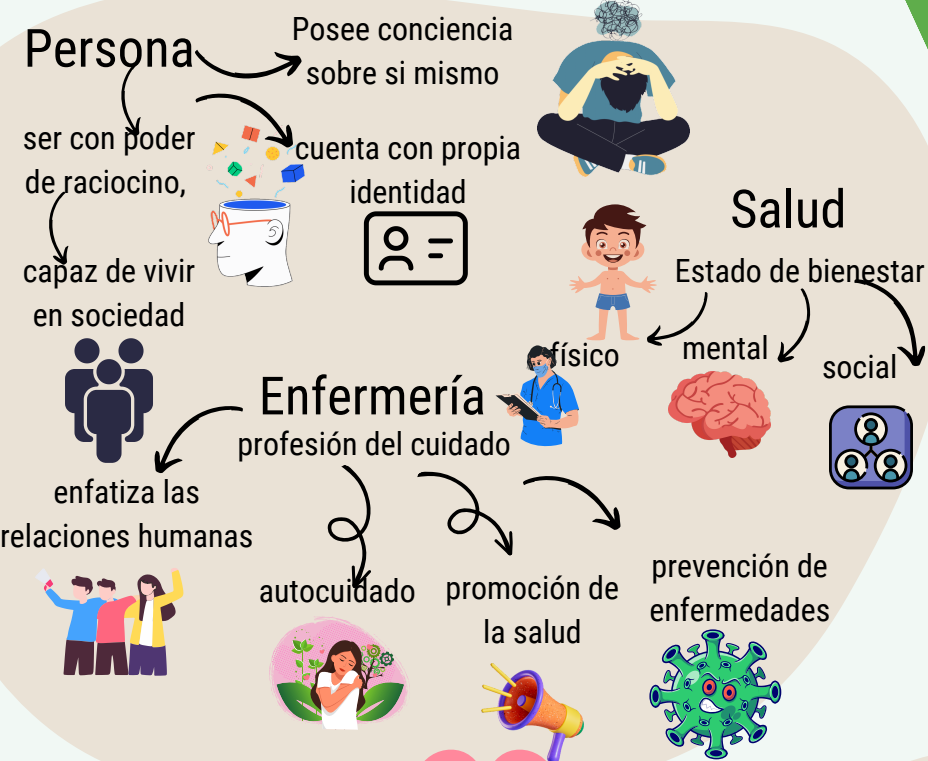 Persona
Posee conciencia
sobre si mismo
ser con poder
de raciocino,
cuenta con propia
identidad
capaz de vivir
en sociedad
Salud
Estado de bienestar
físico
mental
social
Enfermería
profesión del cuidado
enfatiza las
relaciones humanas
autocuidado
promoción de
la salud
prevención de
enfermedades